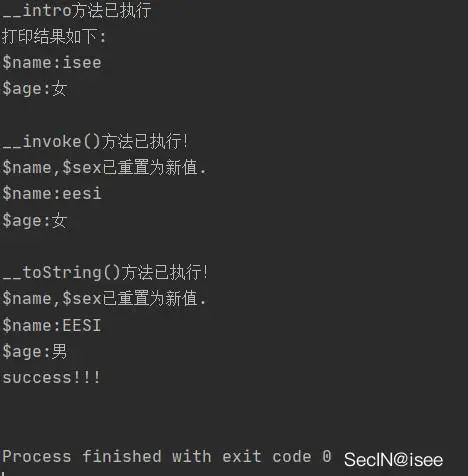 __intro方法已执行
打印结果如下:
$name:isee
$age:女
__invoke()方法已执行!
$name,$sex已重置为新值.
$name:eesi
$age:女
__toString()方法已执行!
$name,$sex已重置为新值.
$name:EESI
$age:男
success!!!
Process finished with exit code 0
SecIN@isee